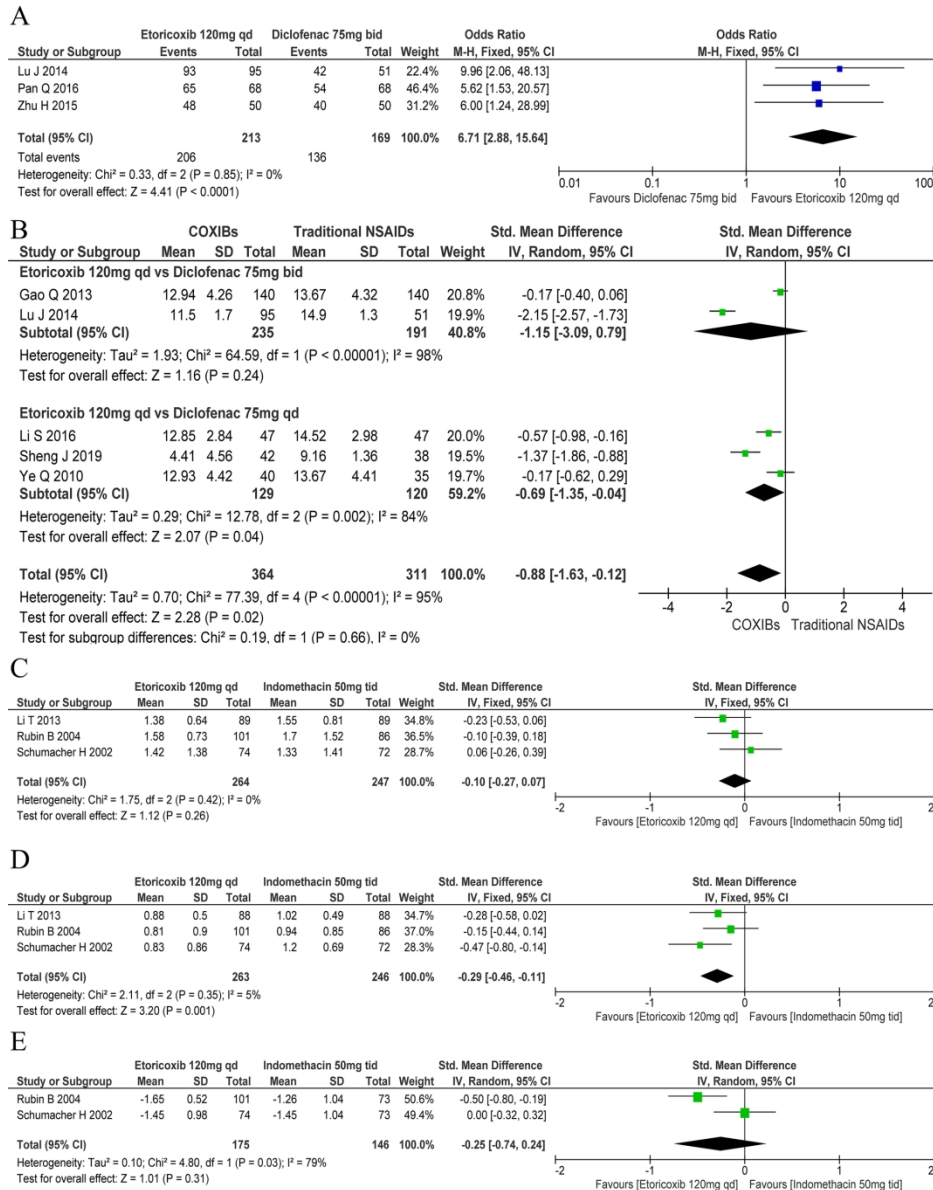 A
Etoricoxib 120mg qd Diclofenac 75mg bid Odds Ratio Odds Ratio
Study or Subgroup Events Total Events Total Weight M-H, Fixed, 95% CI M-H, Fixed, 95% CI
Lu J 2014 93 95 42 51 22.4% 9.96 [2.06, 48.13]
Pan Q 2016 65 68 54 68 46.4% 5.62 [1.53, 20.57]
Zhu H 2015 48 50 40 50 31.2% 6.00 [1.24, 28.99]
Total (95% CI) 213 169 100.0% 6.71 [2.88, 15.64]
Total events 206 136
Heterogeneity: Chi² = 0.33, df = 2 (P = 0.85); I² = 0%
Test for overall effect: Z = 4.41 (P < 0.0001)
0.01 0.1 1 10 100
Favours Diclofenac 75mg bid Favours Etoricoxib 120mg qd
B
COXIBs Traditional NSAIDs Std. Mean Difference Std. Mean Difference
Study or Subgroup Mean SD Total Mean SD Total Weight IV, Random, 95% CI IV, Random, 95% CI
Etoricoxib 120mg qd vs Diclofenac 75mg bid
Gao Q 2013 12.94 4.26 140 13.67 4.32 140 20.8% -0.17 [-0.40, 0.06]
Lu J 2014 11.5 1.7 95 14.9 1.3 51 19.9% -2.15 [-2.57, -1.73]
Subtotal (95% CI) 235 191 40.8% -1.15 [-3.09, 0.79]
Heterogeneity: Tau² = 1.93; Chi² = 64.59, df = 1 (P < 0.00001); I² = 98%
Test for overall effect: Z = 1.16 (P = 0.24)
Etoricoxib 120mg qd vs Diclofenac 75mg qd
Li S 2016 12.85 2.84 47 14.52 2.98 47 20.0% -0.57 [-0.98, -0.16]
Sheng J 2019 4.41 4.56 42 9.16 1.36 38 19.5% -1.37 [-1.86, -0.88]
Ye Q 2010 12.93 4.42 40 13.67 4.41 35 19.7% -0.17 [-0.62, 0.29]
Subtotal (95% CI) 129 120 59.2% -0.69 [-1.35, -0.04]
Heterogeneity: Tau² = 0.29; Chi² = 12.78, df = 2 (P = 0.002); I² = 84%
Test for overall effect: Z = 2.07 (P = 0.04)
Total (95% CI) 364 311 100.0% -0.88 [-1.63, -0.12]
Heterogeneity: Tau² = 0.70; Chi² = 77.39, df = 4 (P < 0.00001); I² = 95%
Test for overall effect: Z = 2.28 (P = 0.02)
Test for subgroup differences: Chi² = 0.19, df = 1 (P = 0.66), I² = 0%
-4 -2 0 2 4
COXIBs Traditional NSAIDs
C
Etoricoxib 120mg qd Indomethacin 50mg tid Std. Mean Difference Std. Mean Difference
Study or Subgroup Mean SD Total Mean SD Total Weight IV, Fixed, 95% CI IV, Fixed, 95% CI
Li T 2013 1.38 0.64 89 1.55 0.81 89 34.8% -0.23 [-0.53, 0.06]
Rubin B 2004 1.58 0.73 101 1.7 1.52 86 36.5% -0.10 [-0.39, 0.18]
Schumacher H 2002 1.42 1.38 74 1.33 1.41 72 28.7% 0.06 [-0.26, 0.39]
Total (95% CI) 264 247 100.0% -0.10 [-0.27, 0.07]
Heterogeneity: Chi² = 1.75, df = 2 (P = 0.42); I² = 0%
Test for overall effect: Z = 1.12 (P = 0.26)
-2 -1 0 1 2
Favours [Etoricoxib 120mg qd] Favours [Indomethacin 50mg tid]
D
Etoricoxib 120mg qd Indomethacin 50mg tid Std. Mean Difference Std. Mean Difference
Study or Subgroup Mean SD Total Mean SD Total Weight IV, Fixed, 95% CI IV, Fixed, 95% CI
Li T 2013 0.88 0.5 88 1.02 0.49 88 34.7% -0.28 [-0.58, 0.02]
Rubin B 2004 0.81 0.9 101 0.94 0.85 86 37.0% -0.15 [-0.44, 0.14]
Schumacher H 2002 0.83 0.86 74 1.2 0.69 72 28.3% -0.47 [-0.80, -0.14]
Total (95% CI) 263 246 100.0% -0.29 [-0.46, -0.11]
Heterogeneity: Chi² = 2.11, df = 2 (P = 0.35); I² = 5%
Test for overall effect: Z = 3.20 (P = 0.001)
-2 -1 0 1 2
Favours [Etoricoxib 120mg qd] Favours [Indomethacin 50mg tid]
E
Etoricoxib 120mg qd Indomethacin 50mg tid Std. Mean Difference Std. Mean Difference
Study or Subgroup Mean SD Total Mean SD Total Weight IV, Random, 95% CI IV, Random, 95% CI
Rubin B 2004 -1.65 0.52 101 -1.26 1.04 73 50.6% -0.50 [-0.80, -0.19]
Schumacher H 2002 -1.45 0.98 74 -1.45 1.04 73 49.4% 0.00 [-0.32, 0.32]
Total (95% CI) 175 146 100.0% -0.25 [-0.74, 0.24]
Heterogeneity: Tau² = 0.10; Chi² = 4.80, df = 1 (P = 0.03); I² = 79%
Test for overall effect: Z = 1.01 (P = 0.31)
-2 -1 0 1 2
Favours [Etoricoxib 120mg qd] Favours [Indomethacin 50mg tid]